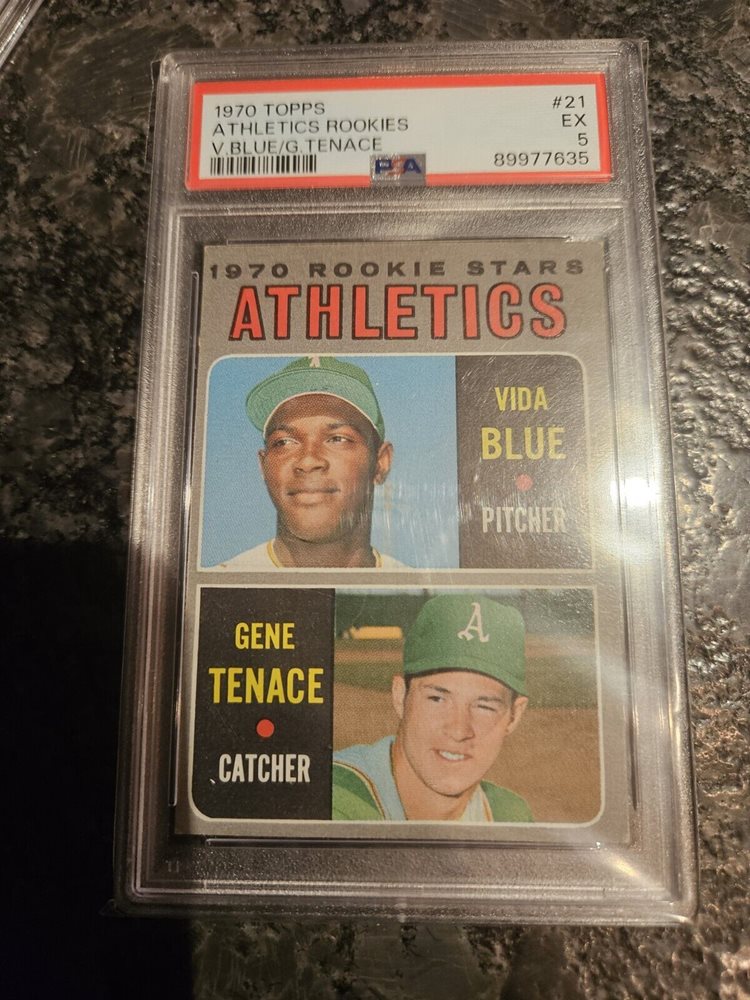 1970 TOPPS #21
ATHLETICS ROOKIES EX
V.BLUE/G.TENACE 5
PSA 89977635
1970 ROOKIE STARS
ATHLETICS
VIDA
BLUE
PITCHER
A
GENE
TENACE
CATCHER
A